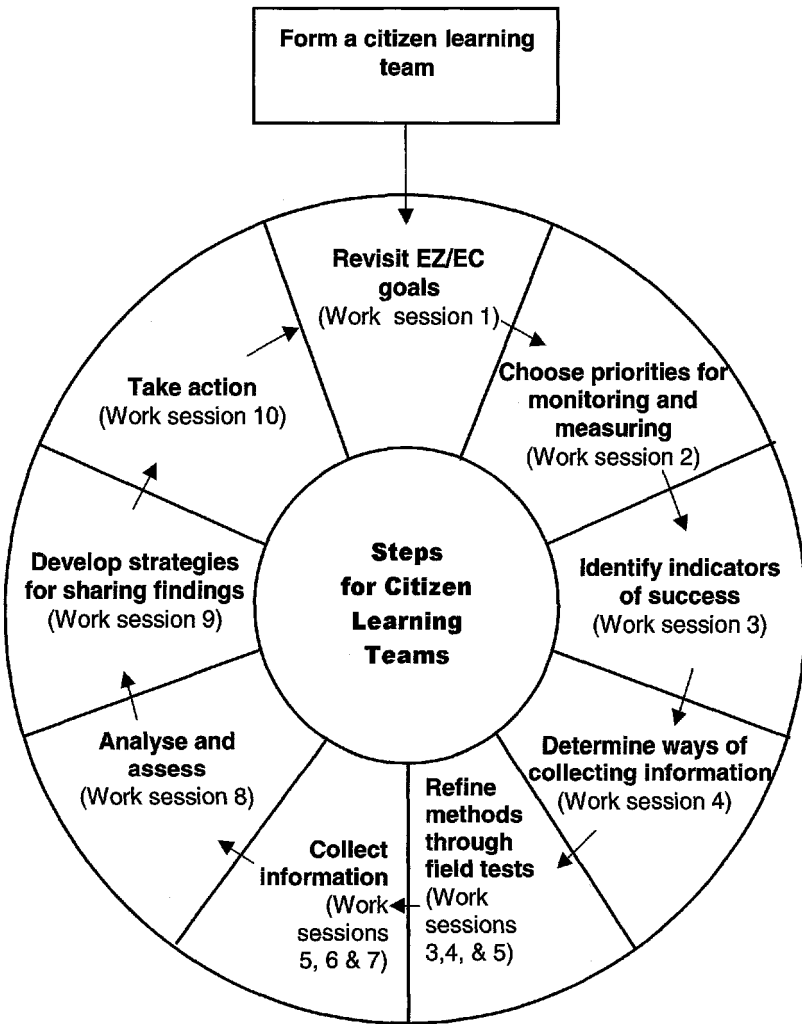 Form a citizen learning
team
Revisit EZ/EC
goals
(Work session 1)
Choose priorities for
monitoring and
measuring
(Work session 2)
Identify indicators
of success
(Work session 3)
Determine ways of
collecting information
(Work session 4)
Refine
methods
through
field tests
(Work
sessions
3,4, & 5)
Collect
information
(Work
sessions
5, 6 & 7)
Analyse and
assess
(Work session 8)
Develop strategies
for sharing findings
(Work session 9)
Take action
(Work session 10)
Steps
for Citizen
Learning
Teams